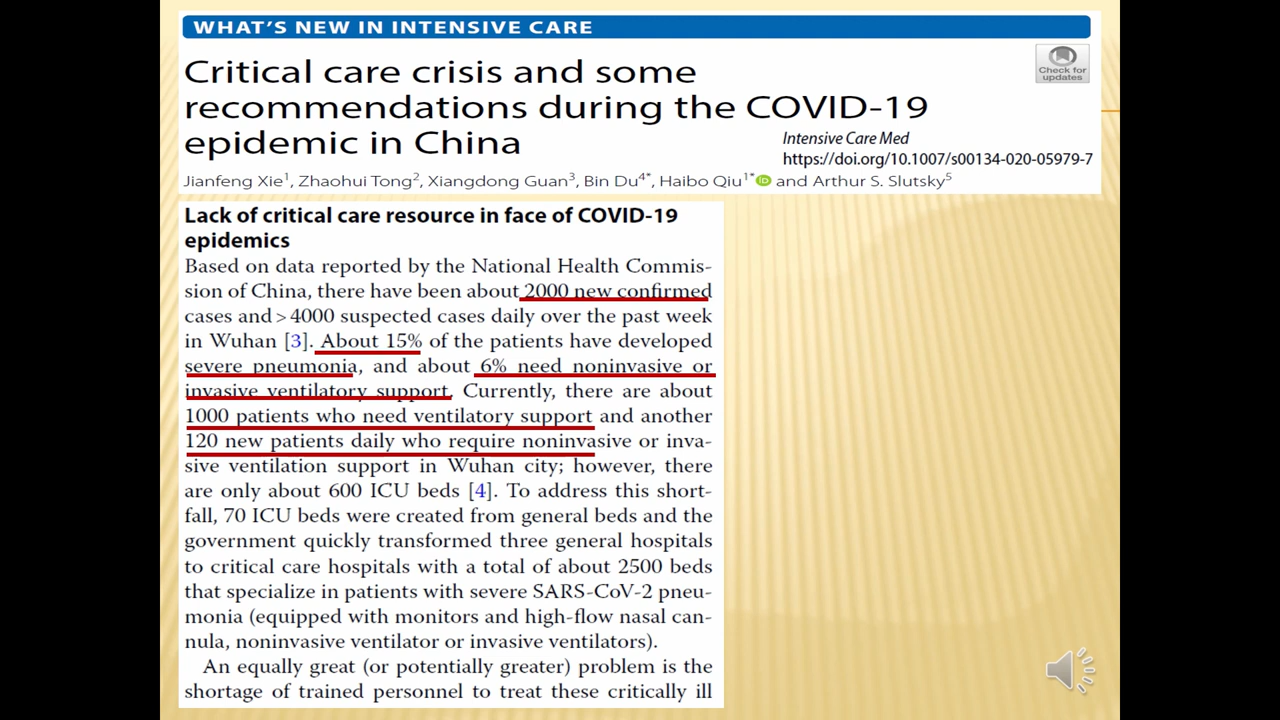 WHAT'S NEW IN INTENSIVE CARE
Check for
updates
Critical care crisis and some
recommendations during the COVID-19
epidemic in China
Intensive Care Med
https://doi.org/10.1007/s00134-020-05979-7
Jianfeng Xie1, Zhaohui Tong2, Xiangdong Guan3, Bin Du4*, Haibo Qiu1* iD and Arthur S. Slutsky5
Lack of critical care resource in face of COVID-19
epidemics
Based on data reported by the National Health Commis-
sion of China, there have been about 2000 new confirmed
cases and > 4000 suspected cases daily over the past week
in Wuhan [3]. About 15% of the patients have developed
severe pneumonia, and about 6% need noninvasive or
invasive ventilatory support. Currently, there are about
1000 patients who need ventilatory support and another
120 new patients daily who require noninvasive or inva-
sive ventilation support in Wuhan city; however, there
are only about 600 ICU beds [4]. To address this short-
fall, 70 ICU beds were created from general beds and the
government quickly transformed three general hospitals
to critical care hospitals with a total of about 2500 beds
that specialize in patients with severe SARS-CoV-2 pneu-
monia (equipped with monitors and high-flow nasal can-
nula, noninvasive ventilator or invasive ventilators).
An equally great (or potentially greater) problem is the
shortage of trained personnel to treat these critically ill